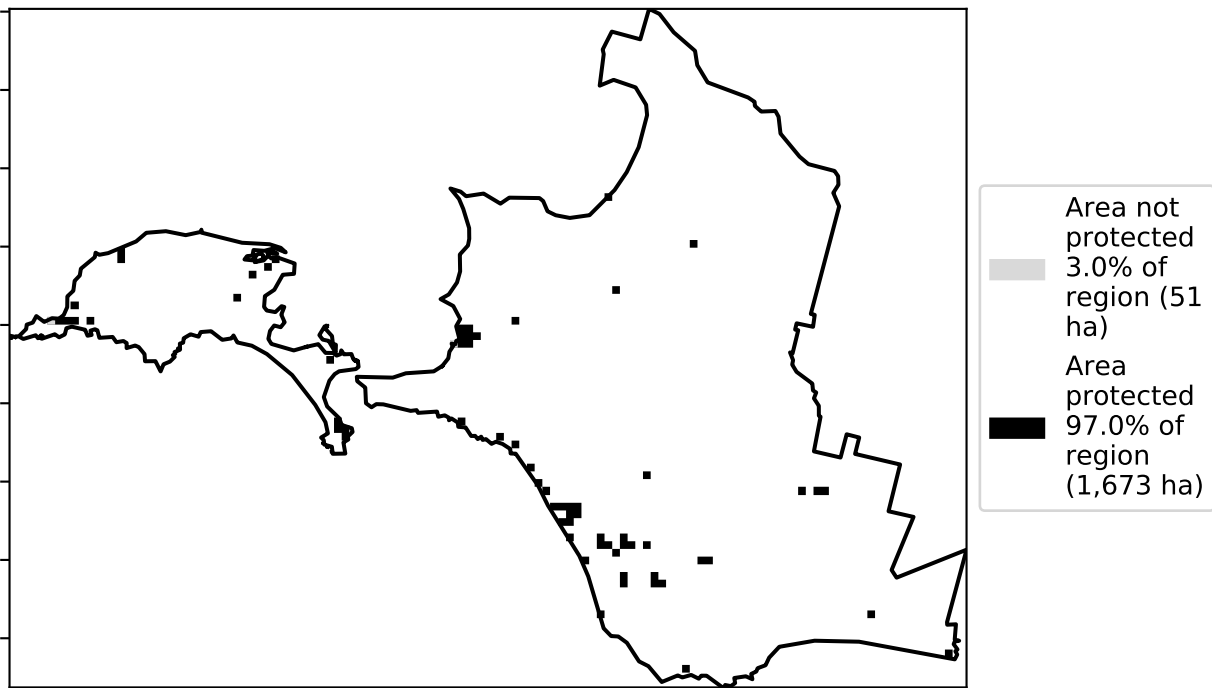 Area not
protected
3.0% of
region (51
ha)
Area
protected
97.0% of
region
(1,673 ha)